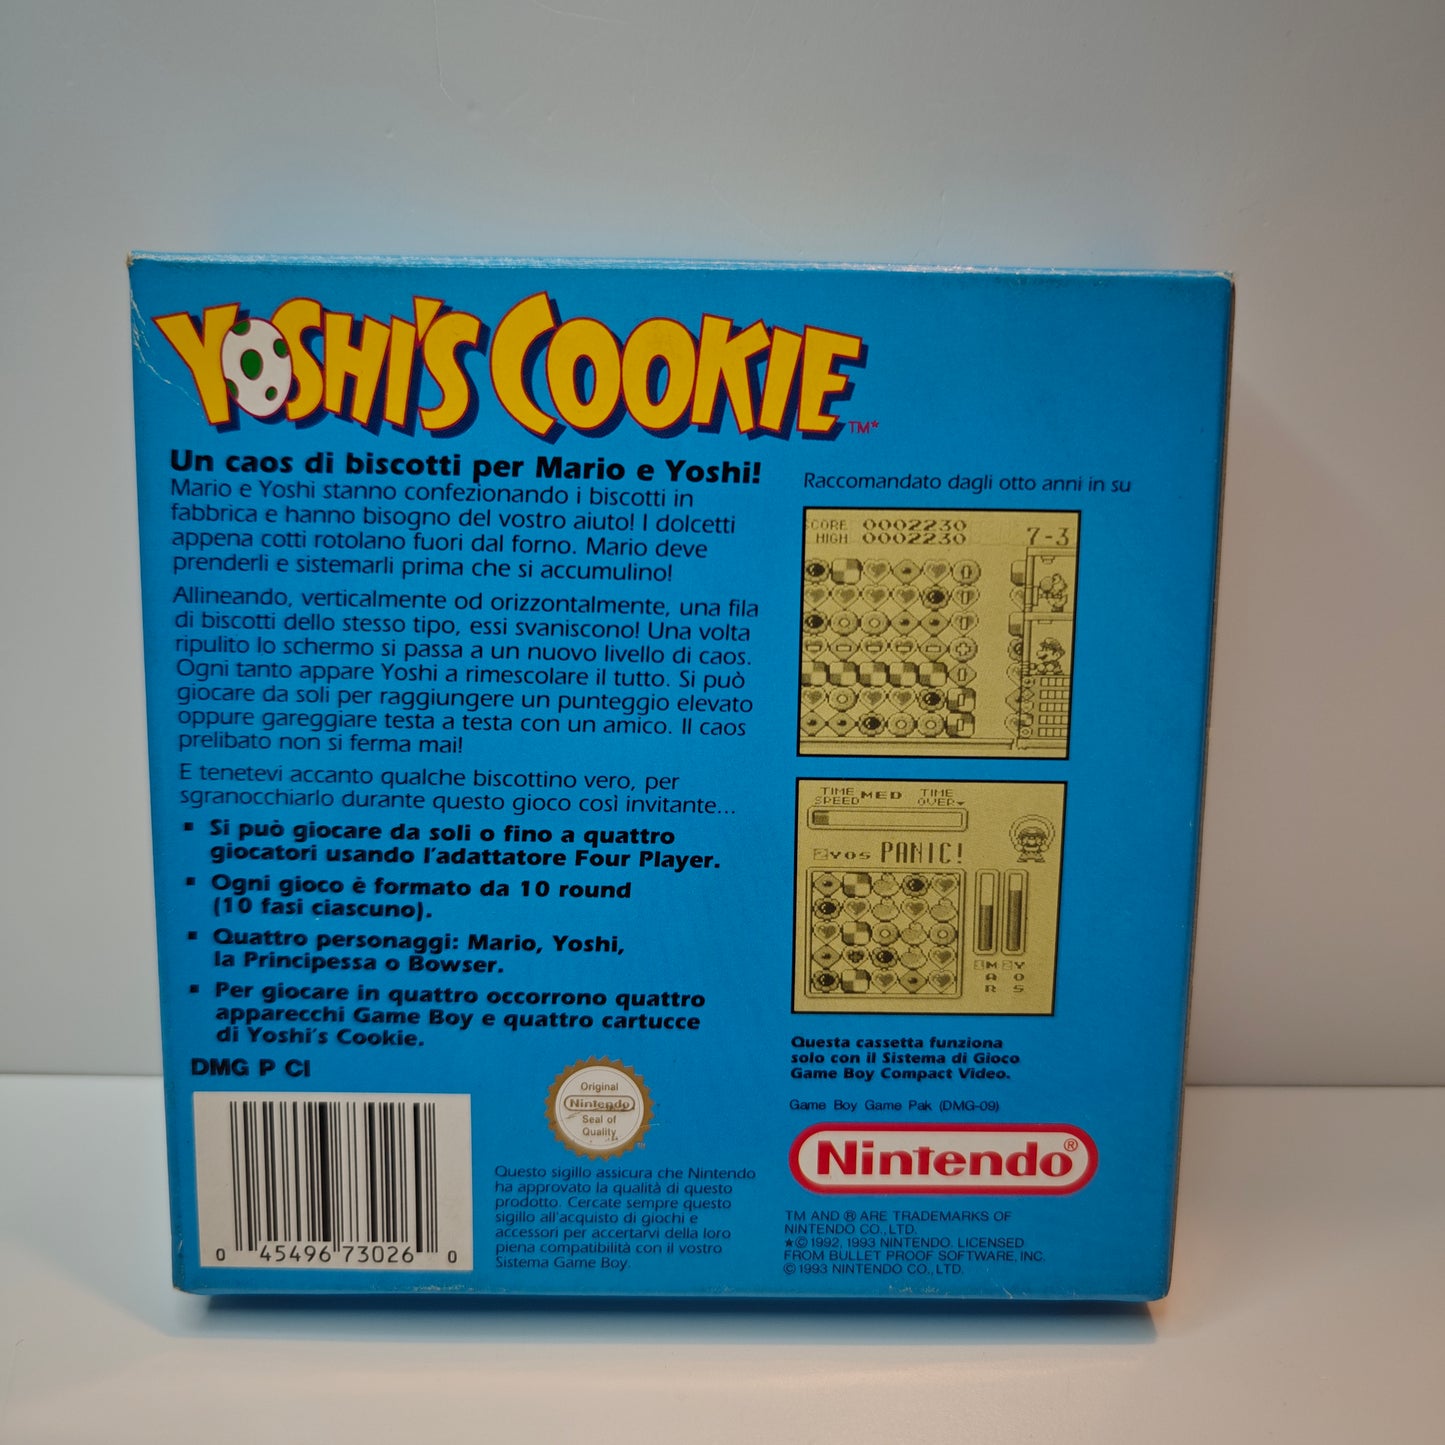 YOSHI'S COOKIE
TM*
Un caos di biscotti per Mario e Yoshi!
Mario e Yoshi stanno confezionando i biscotti in
fabbrica e hanno bisogno del vostro aiuto! I dolcetti
appena cotti rotolano fuori dal forno. Mario deve
prenderli e sistemarli prima che si accumulino!
Allineando, verticalmente od orizzontalmente, una fila
di biscotti dello stesso tipo, essi svaniscono! Una volta
ripulito lo schermo si passa a un nuovo livello di caos.
Ogni tanto appare Yoshi a rimescolare il tutto. Si può
giocare da soli per raggiungere un punteggio elevato
oppure gareggiare testa a testa con un amico. Il caos
prelibato non si ferma mai!
E tenetevi accanto qualche biscottino vero, per
sgranocchiarlo durante questo gioco così invitante...
▪ Si può giocare da soli o fino a quattro
giocatori usando l'adattatore Four Player.
▪ Ogni gioco è formato da 10 round
(10 fasi ciascuno).
▪ Quattro personaggi: Mario, Yoshi,
la Principessa o Bowser.
▪ Per giocare in quattro occorrono quattro
apparecchi Game Boy e quattro cartucce
di Yoshi's Cookie.
DMG P CI
0 45496 73026 0
Original
Nintendo
Seal of
Quality
Questo sigillo assicura che Nintendo
ha approvato la qualità di questo
prodotto. Cercate sempre questo
sigillo all'acquisto di giochi e
accessori per accertarvi della loro
piena compatibilità con il vostro
Sistema Game Boy.
Raccomandato dagli otto anni in su
SCORE 0002230
HIGH 0002230
7-3
TIME SPEED MED TIME OVER
2 YOS PANIC!
1 MAR 2 YOS
Questa cassetta funziona
solo con il Sistema di Gioco
Game Boy Compact Video.
Game Boy Game Pak (DMG-09)
Nintendo®
TM AND ® ARE TRADEMARKS OF
NINTENDO CO., LTD.
★© 1992, 1993 NINTENDO. LICENSED
FROM BULLET PROOF SOFTWARE, INC.
© 1993 NINTENDO CO., LTD.